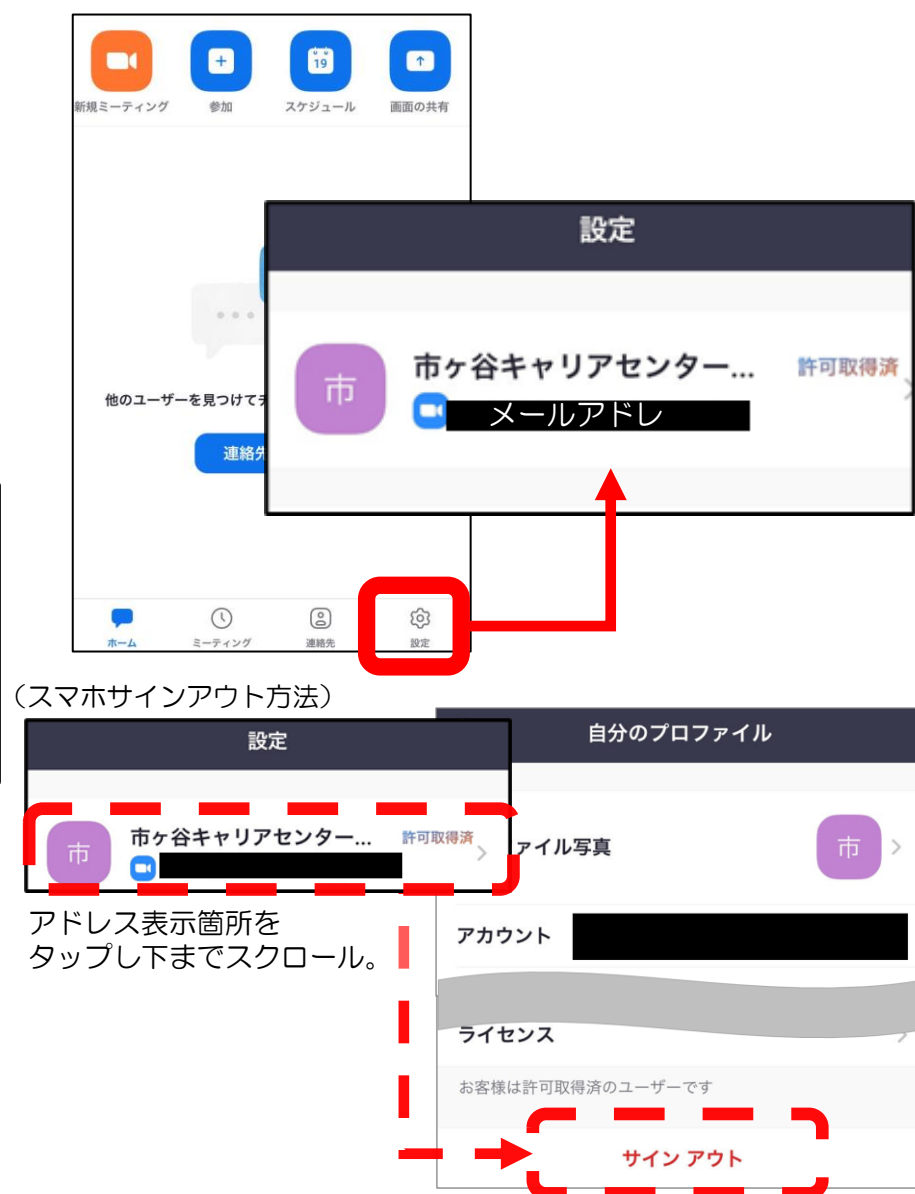 19
新規ミーティング 参加 スケジュール 画面の共有
設定
市 市ヶ谷キャリアセンター... 許可取得済
メールアドレ
他のユーザーを見つけて
連絡先
ホーム ミーティング 連絡先 設定
（スマホサインアウト方法）
設定
市 市ヶ谷キャリアセンター... 許可取得済
アドレス表示箇所を
タップし下までスクロール。
自分のプロファイル
ァイル写真 市
アカウント
ライセンス
お客様は許可取得済のユーザーです
サイン アウト